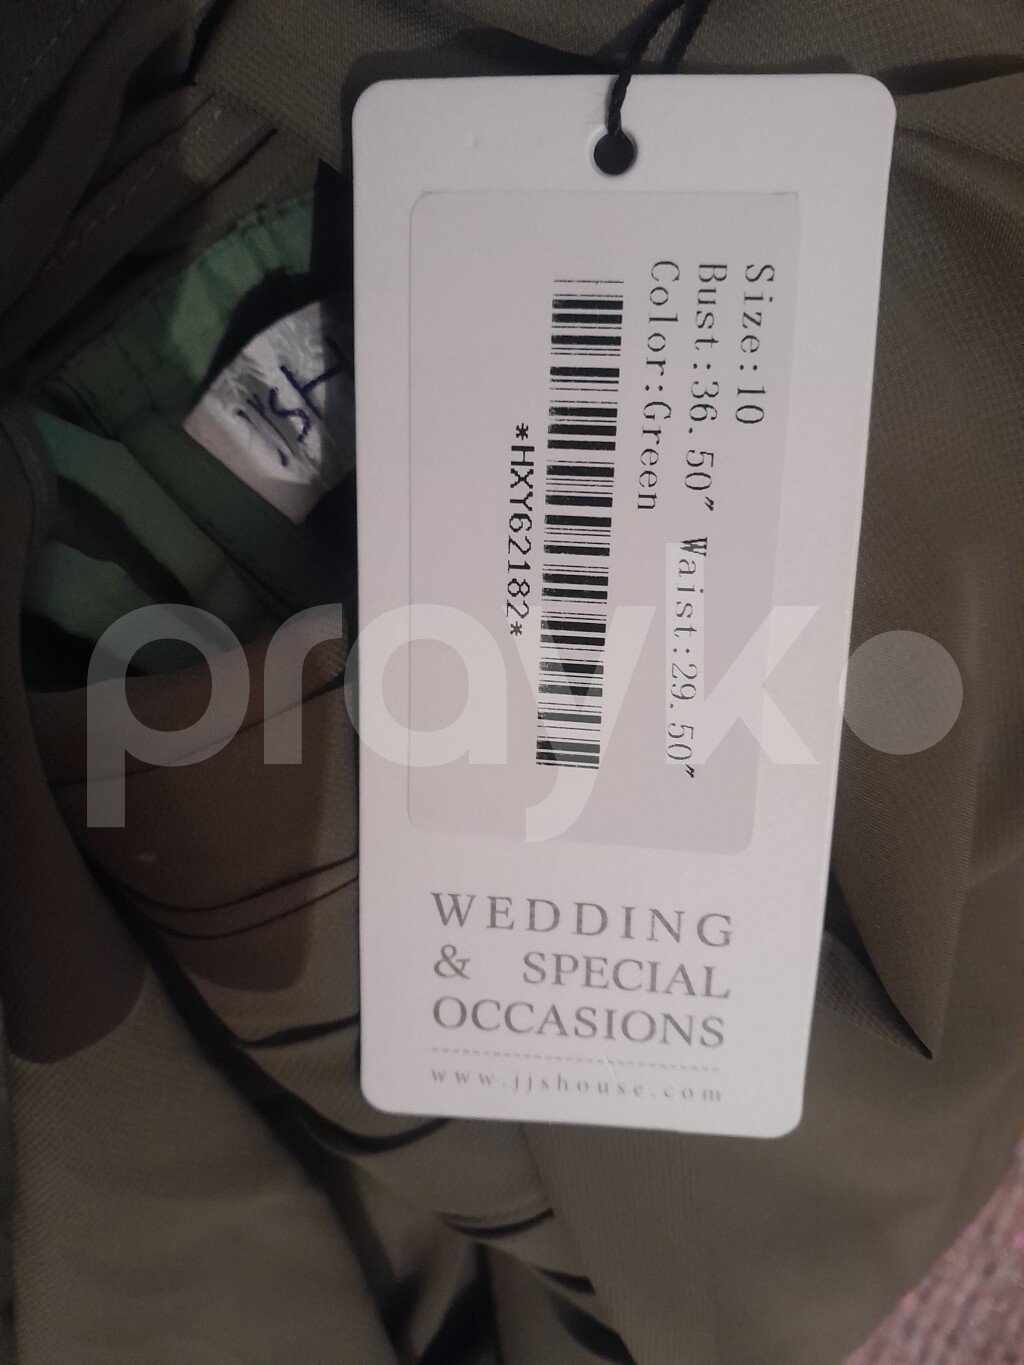 Size:10
Bust:36.50″ Waist:29.50″
Color:Green
*HXY62182*
WEDDING
& SPECIAL
OCCASIONS
www.jjshouse.com
prayk